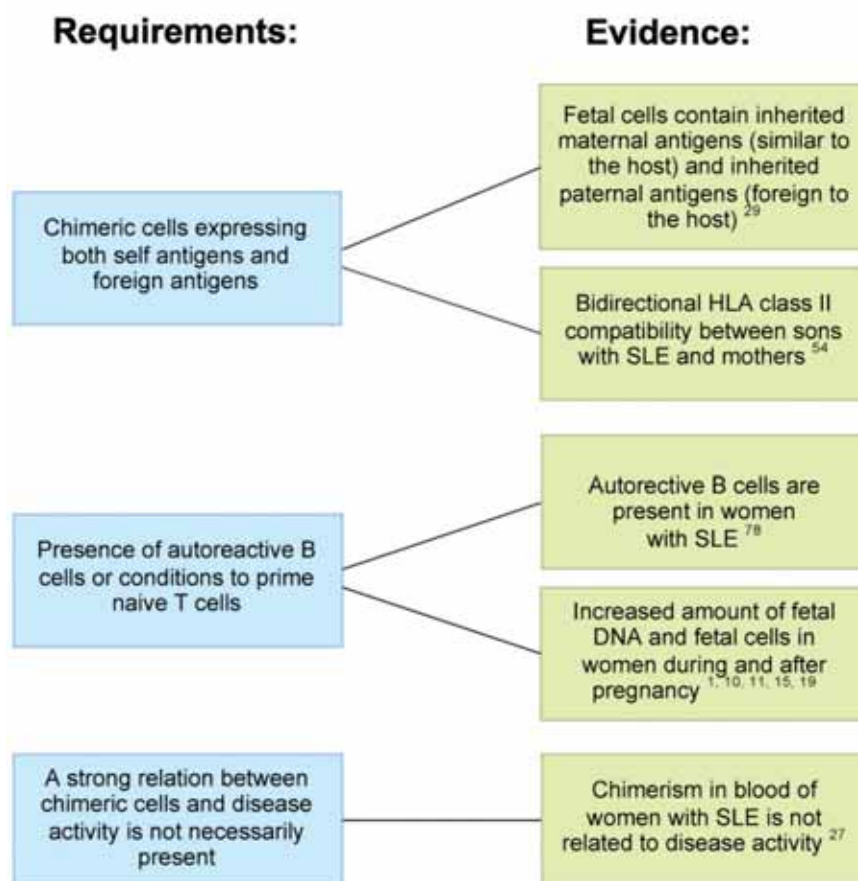 Requirements:
Evidence:
Chimeric cells expressing
both self antigens and
foreign antigens
Fetal cells contain inherited
maternal antigens (similar to
the host) and inherited
paternal antigens (foreign to
the host) 29
Bidirectional HLA class II
compatibility between sons
with SLE and mothers 54
Presence of autoreactive B
cells or conditions to prime
naive T cells
Autorective B cells are
present in women
with SLE 78
Increased amount of fetal
DNA and fetal cells in
women during and after
pregnancy 1, 10, 11, 15, 19
A strong relation between
chimeric cells and disease
activity is not necessarily
present
Chimerism in blood of
women with SLE is not
related to disease activity 27